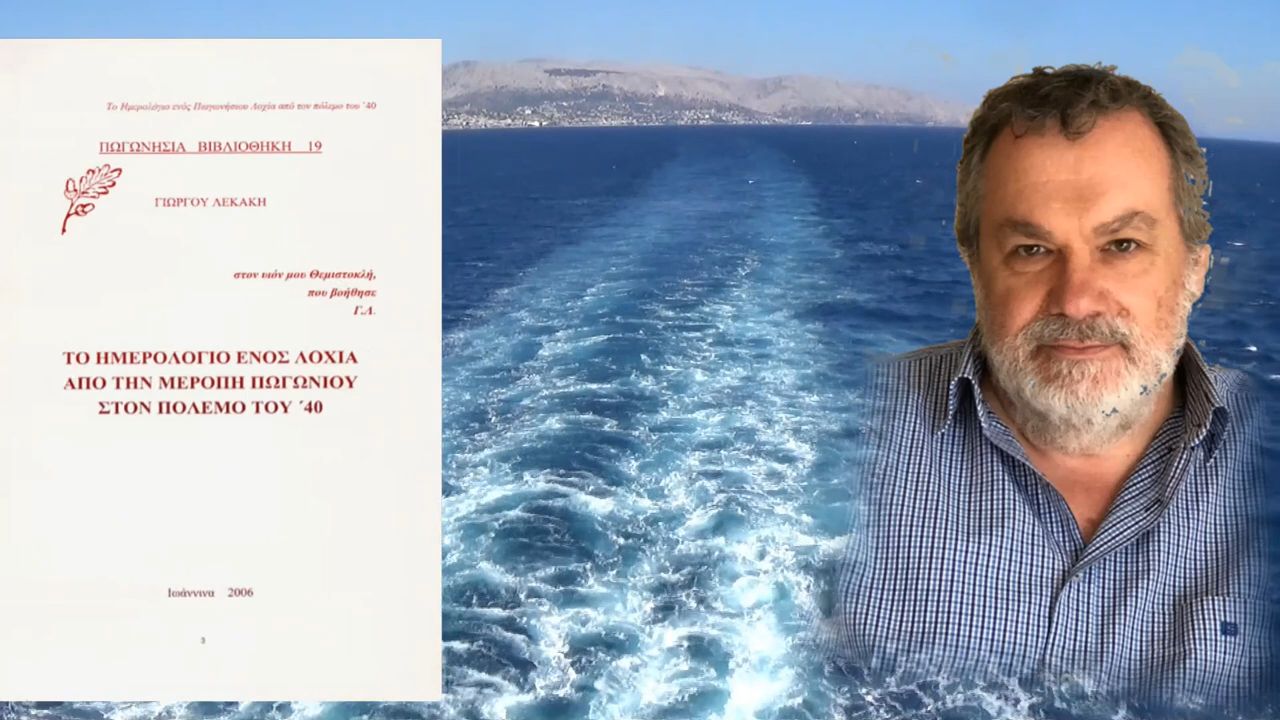 Το Ημερολόγιο ενός Πωγωνήσιου Λοχία από τον πόλεμο του ΄40
ΠΩΓΩΝΗΣΙΑ ΒΙΒΛΙΟΘΗΚΗ 19
ΓΙΩΡΓΟΥ ΛΕΚΑΚΗ
στον υιόν μου Θεμιστοκλή,
που βοήθησε
Γ.Λ.
ΤΟ ΗΜΕΡΟΛΟΓΙΟ ΕΝΟΣ ΛΟΧΙΑ
ΑΠΟ ΤΗΝ ΜΕΡΟΠΗ ΠΩΓΩΝΙΟΥ
ΣΤΟΝ ΠΟΛΕΜΟ ΤΟΥ ΄40
Ιωάννινα 2006
3